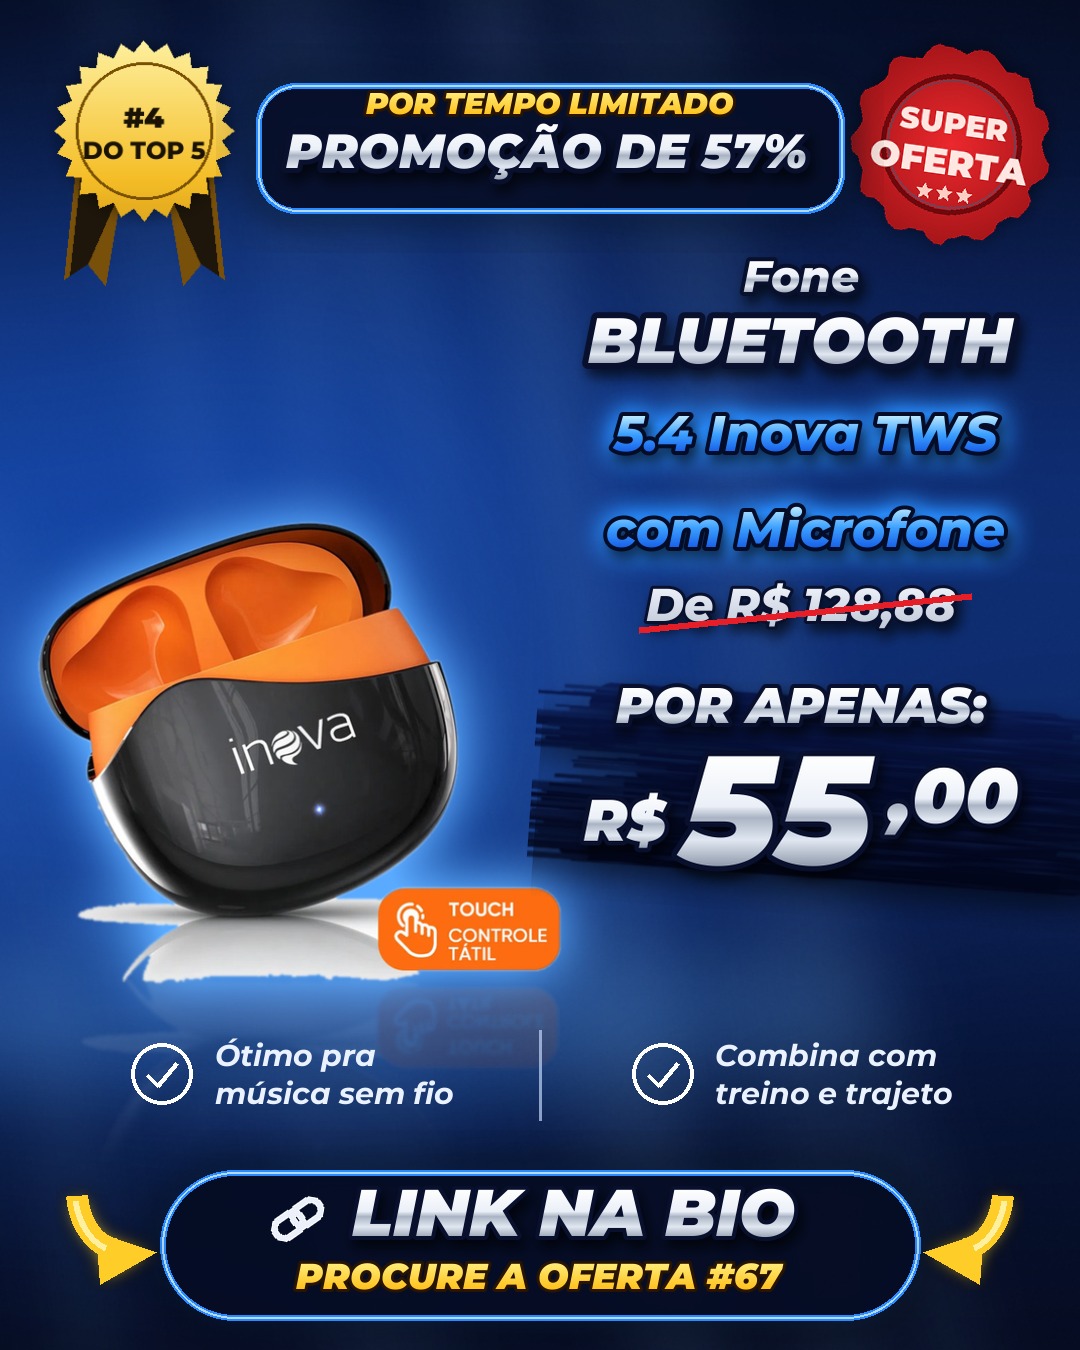 #4
DO TOP 5
POR TEMPO LIMITADO
PROMOÇÃO DE 57%
SUPER
OFERTA
Fone
BLUETOOTH
5.4 Inova TWS
com Microfone
De R$ 128,88
POR APENAS:
R$ 55,00
inova
TOUCH
CONTROLE
TÁTIL
Ótimo pra
música sem fio
Combina com
treino e trajeto
LINK NA BIO
PROCURE A OFERTA #67